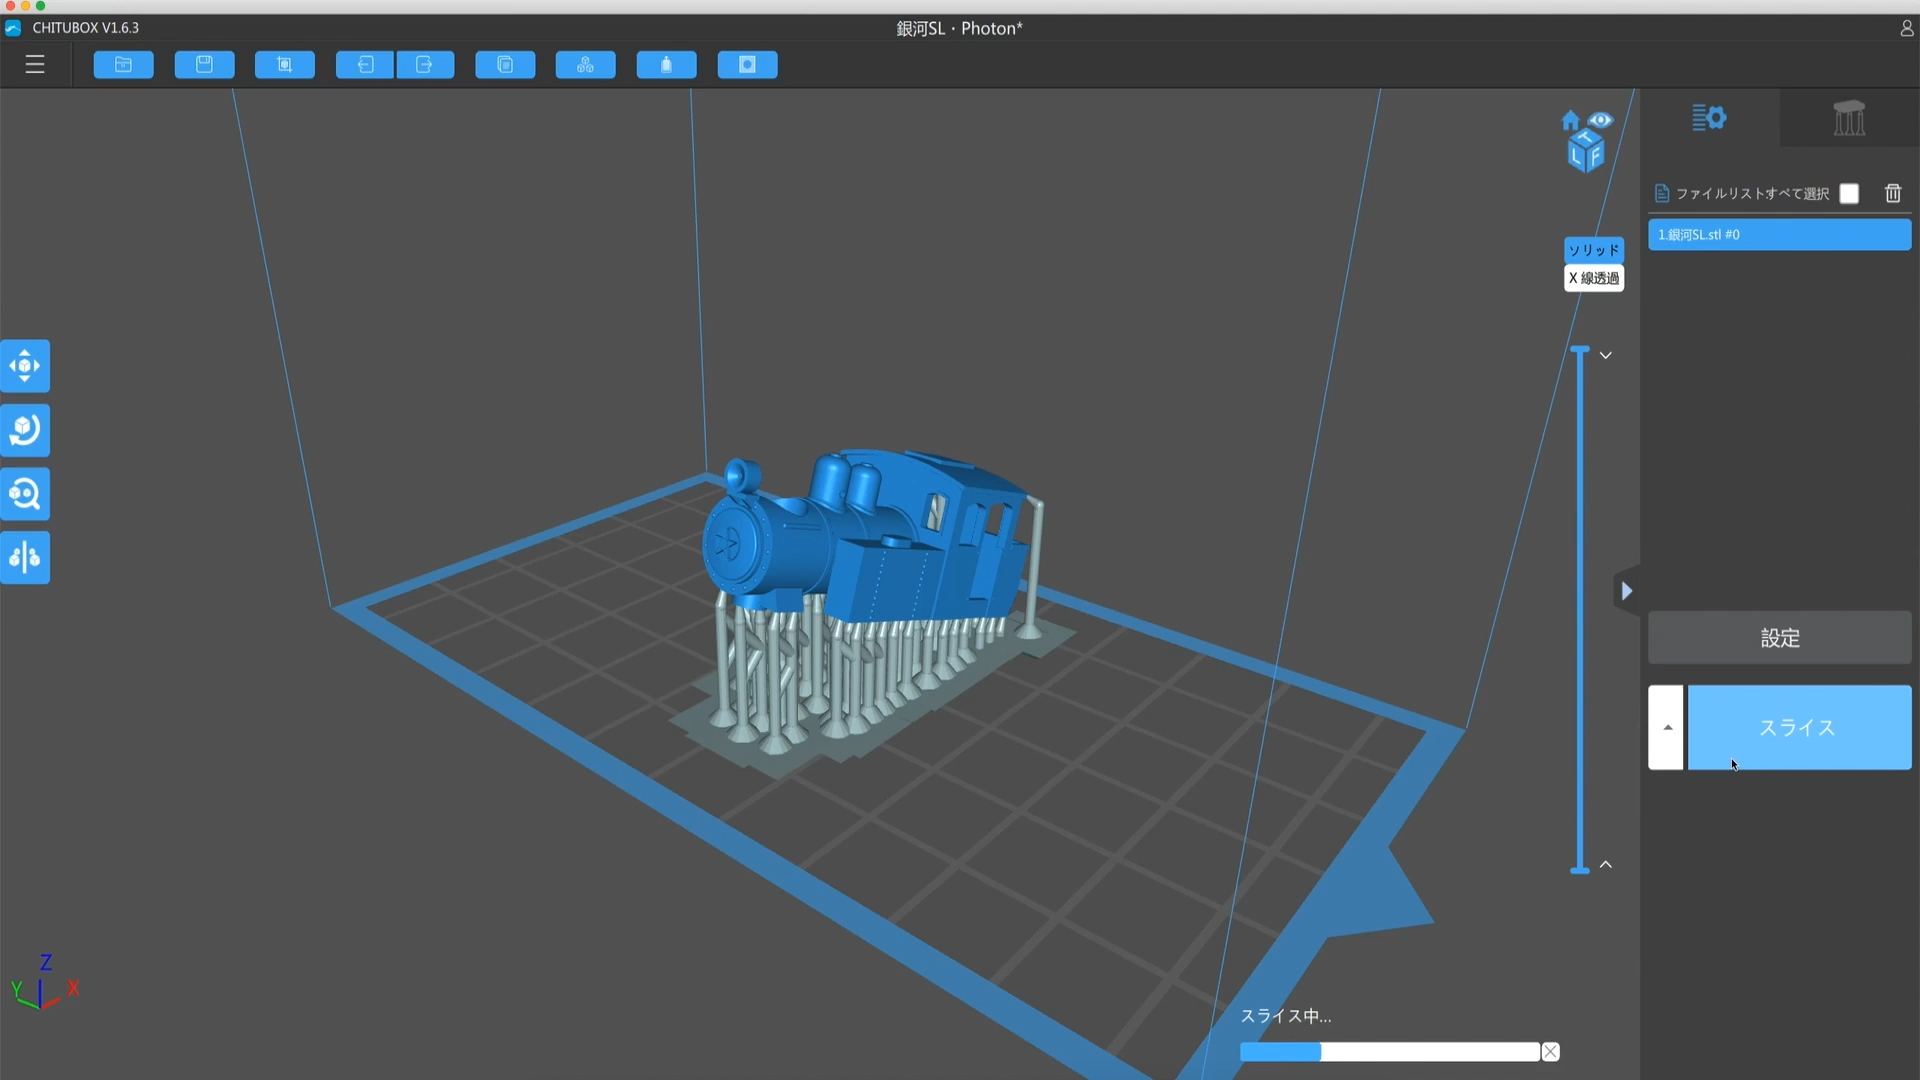 CHITUBOX V1.6.3
銀河SL・Photon*
T
L F
ファイルリスト:すべて選択
1.銀河SL.stl #0
ソリッド
X 線透過
設定
スライス
Z
Y X
スライス中...